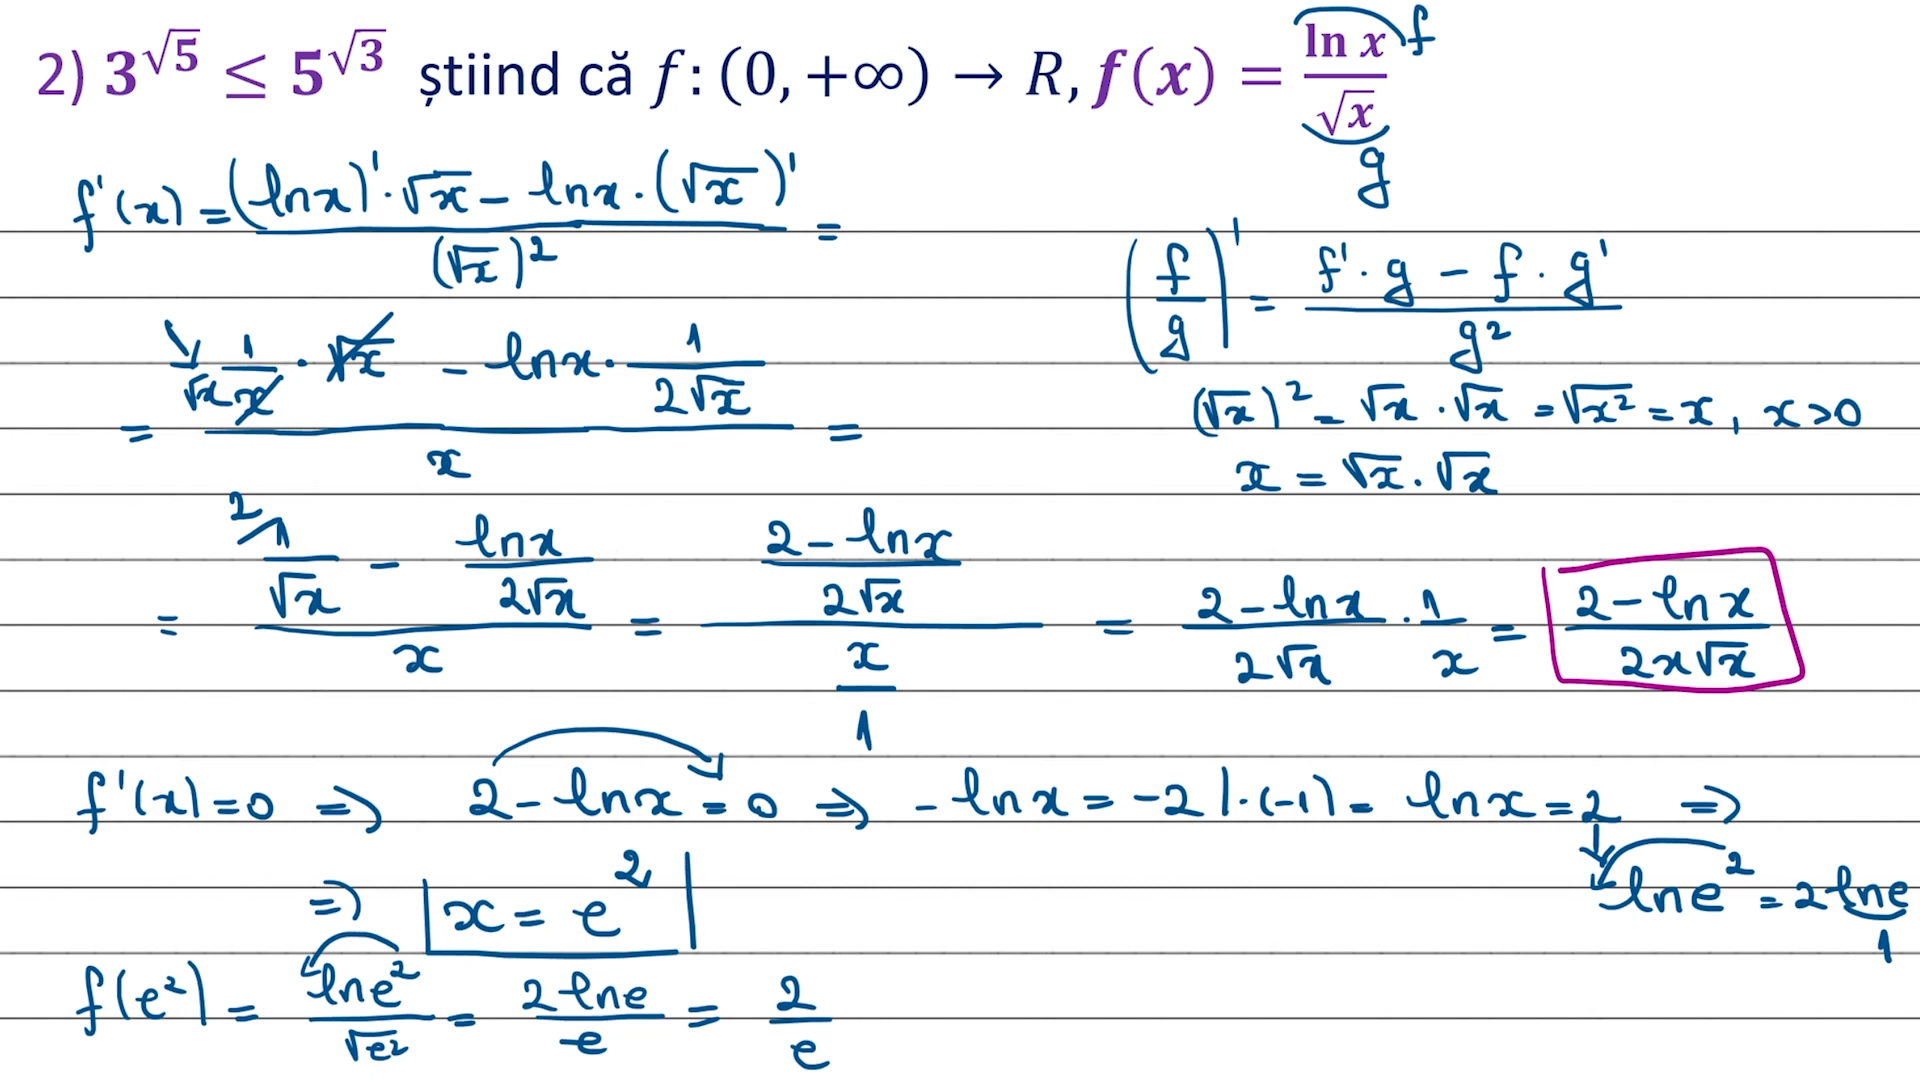 2) 3^√5 ≤ 5^√3 știind că f: (0, +∞) → R, f(x) = ln x / √x
f
g
f'(x) = ((ln x)' · √x − ln x · (√x)') / (√x)² =
(f/g)' = (f' · g − f · g') / g²
= (1/x · √x − ln x · 1/(2√x)) / x =
√x
(√x)² = √x · √x = √x² = x, x > 0
x = √x · √x
= (²⁾1/√x − ln x/(2√x)) / x = ((2 − ln x)/(2√x)) / (x/1) = (2 − ln x)/(2√x) · 1/x = (2 − ln x)/(2x√x)
f'(x) = 0 => 2 − ln x = 0 => − ln x = −2 | · (−1) = ln x = 2 =>
ln e² = 2 ln e
1
=> x = e²
f(e²) = ln e² / √e² = 2 ln e / e = 2/e